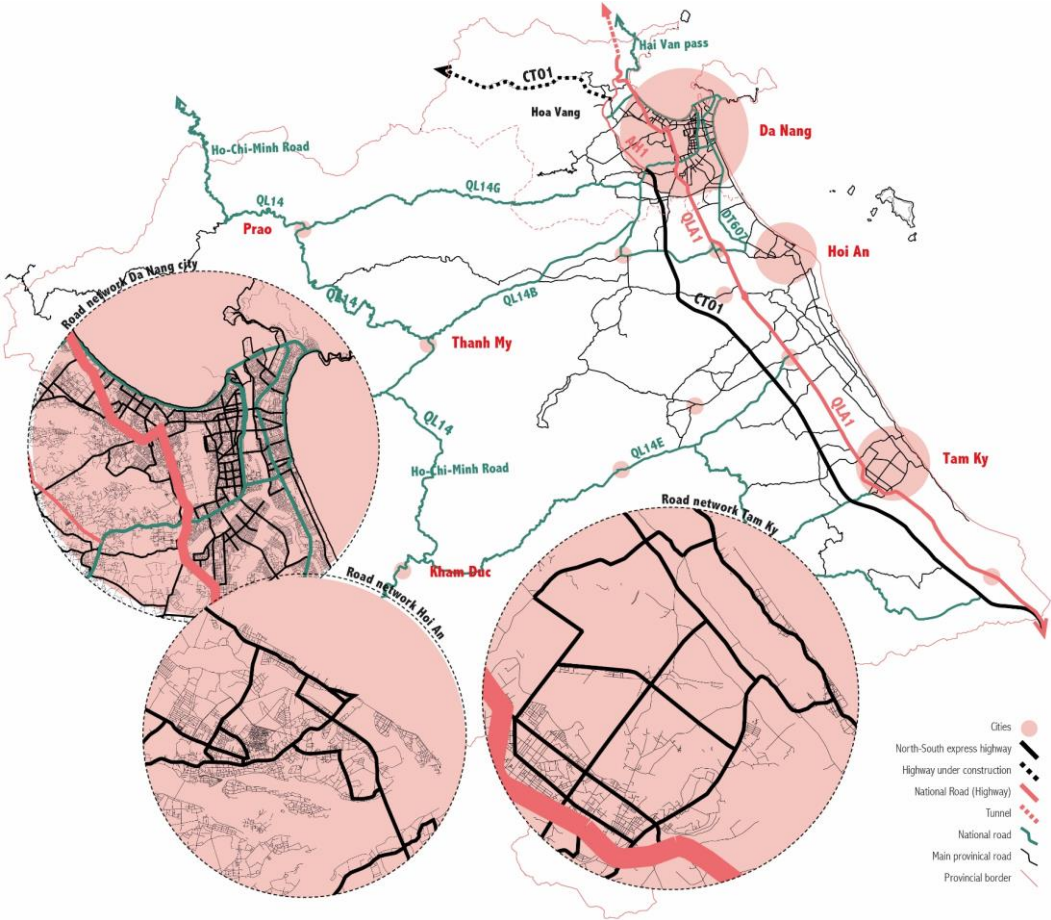 Hai Van pass
CTO1
Hoa Vang
Da Nang
AH1
Ho-Chi-Minh Road
QL14
QL14G
Prao
QLA1
DT607
Hoi An
Road network Da Nang city
QL14
QL14B
CTO1
Thanh My
QLA1
QL14
QL14E
Tam Ky
Ho-Chi-Minh Road
Road network Tam Ky
Kham Duc
Road network Hoi An
Cities
North-South express highway
Highway under construction
National Road (Highway)
Tunnel
National road
Main provinical road
Provincial border